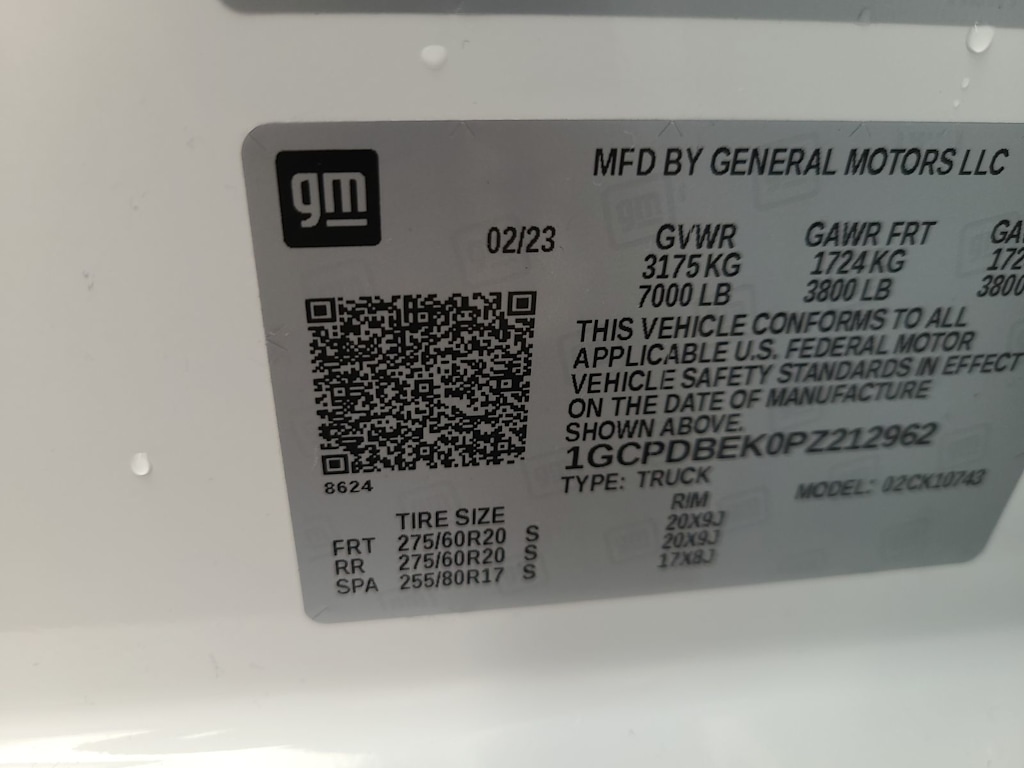 gm
MFD BY GENERAL MOTORS LLC
02/23 GVWR GAWR FRT GA
3175 KG 1724 KG 172
7000 LB 3800 LB 3800
THIS VEHICLE CONFORMS TO ALL
APPLICABLE U.S. FEDERAL MOTOR
VEHICLE SAFETY STANDARDS IN EFFECT
ON THE DATE OF MANUFACTURE
SHOWN ABOVE.
1GCPDBEK0PZ212962
8624
TYPE: TRUCK MODEL: 02CK10743
TIRE SIZE RIM
FRT 275/60R20 S 20X9J
RR 275/60R20 S 20X9J
SPA 255/80R17 S 17X8J